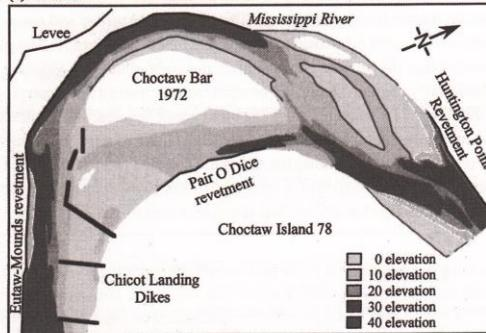 Mississippi River
Levee
N
Choctaw Bar
1972
Huntington Point
Revetment
Eutaw-Mounds revetment
Pair O Dice
revetment
Choctaw Island 78
Chicot Landing
Dikes
0 elevation
10 elevation
20 elevation
30 elevation
40 elevation